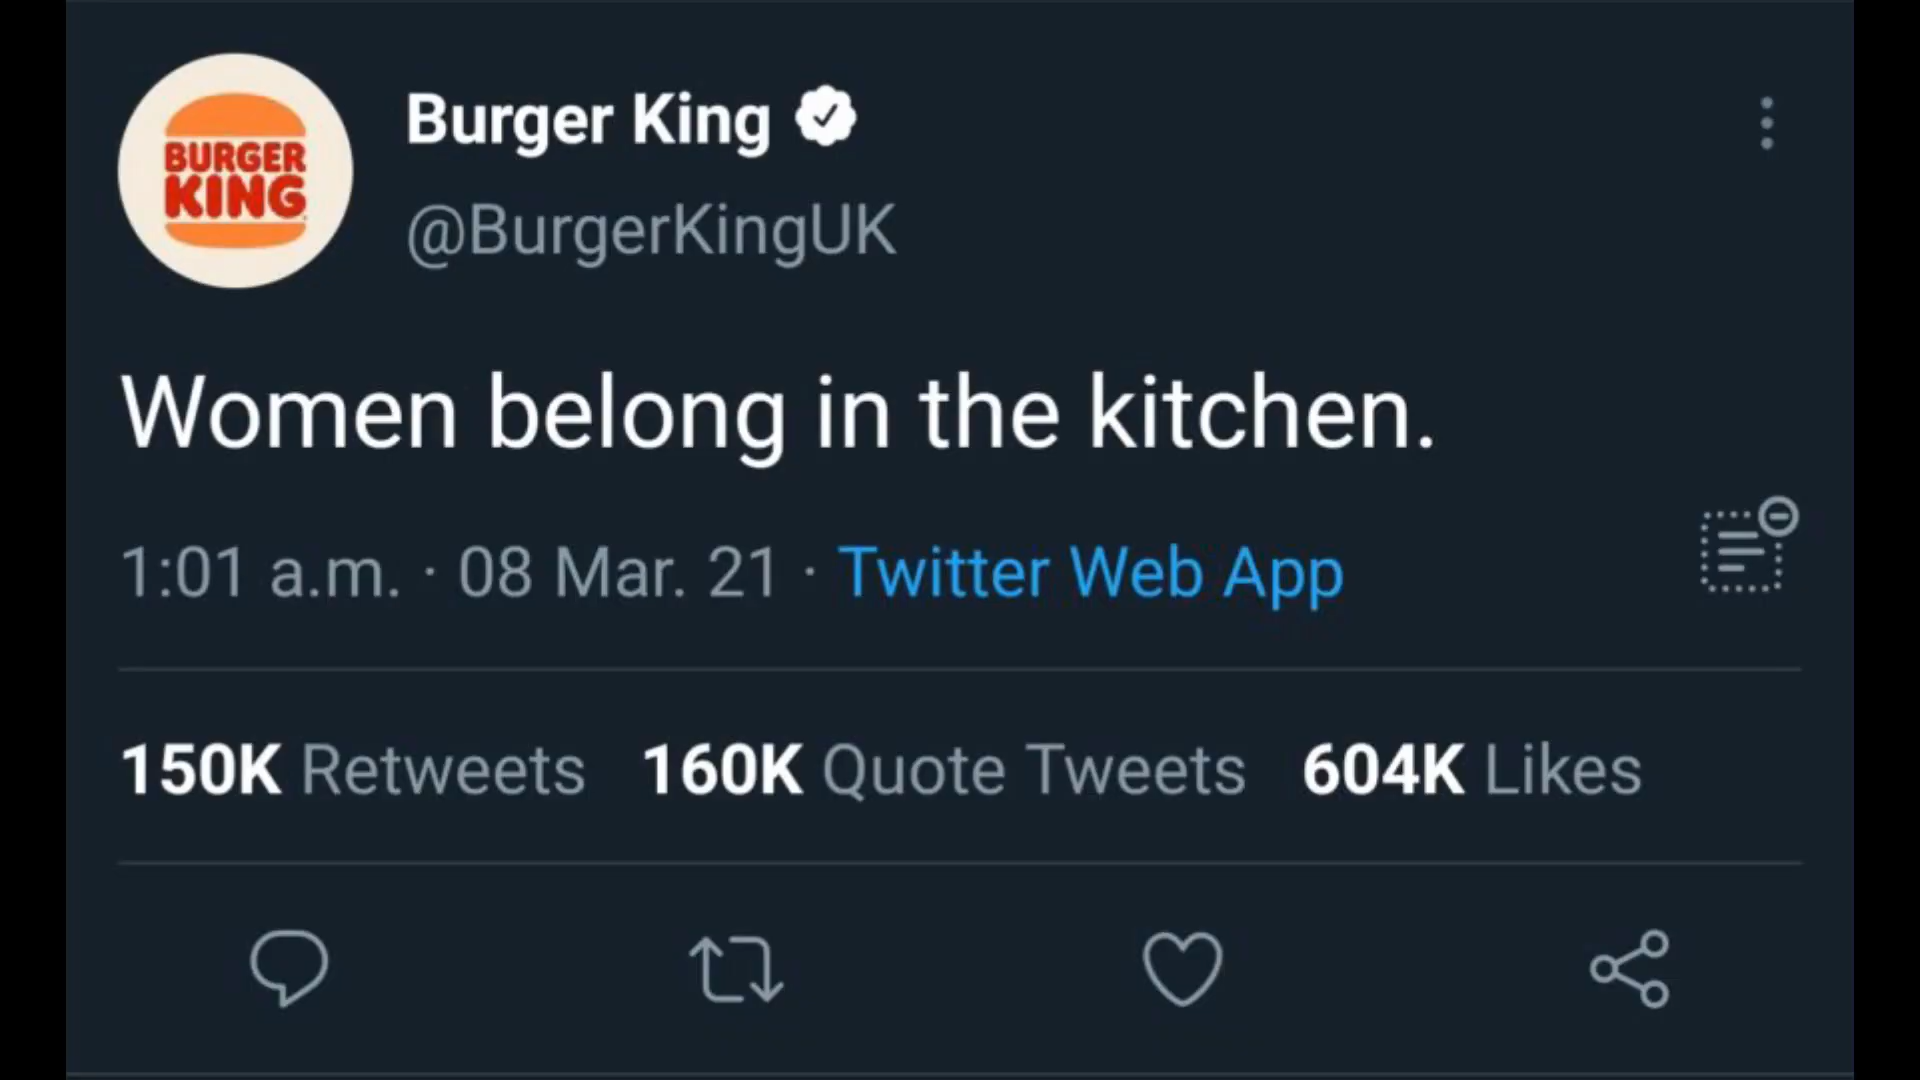 BURGER
KING
Burger King
@BurgerKingUK
Women belong in the kitchen.
1:01 a.m. · 08 Mar. 21 · Twitter Web App
150K Retweets 160K Quote Tweets 604K Likes